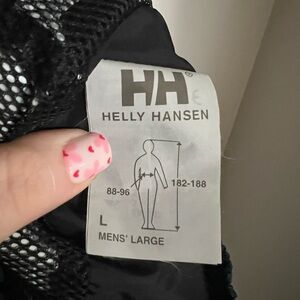 HH®
HELLY HANSEN
88-96
182-188
L
MENS' LARGE